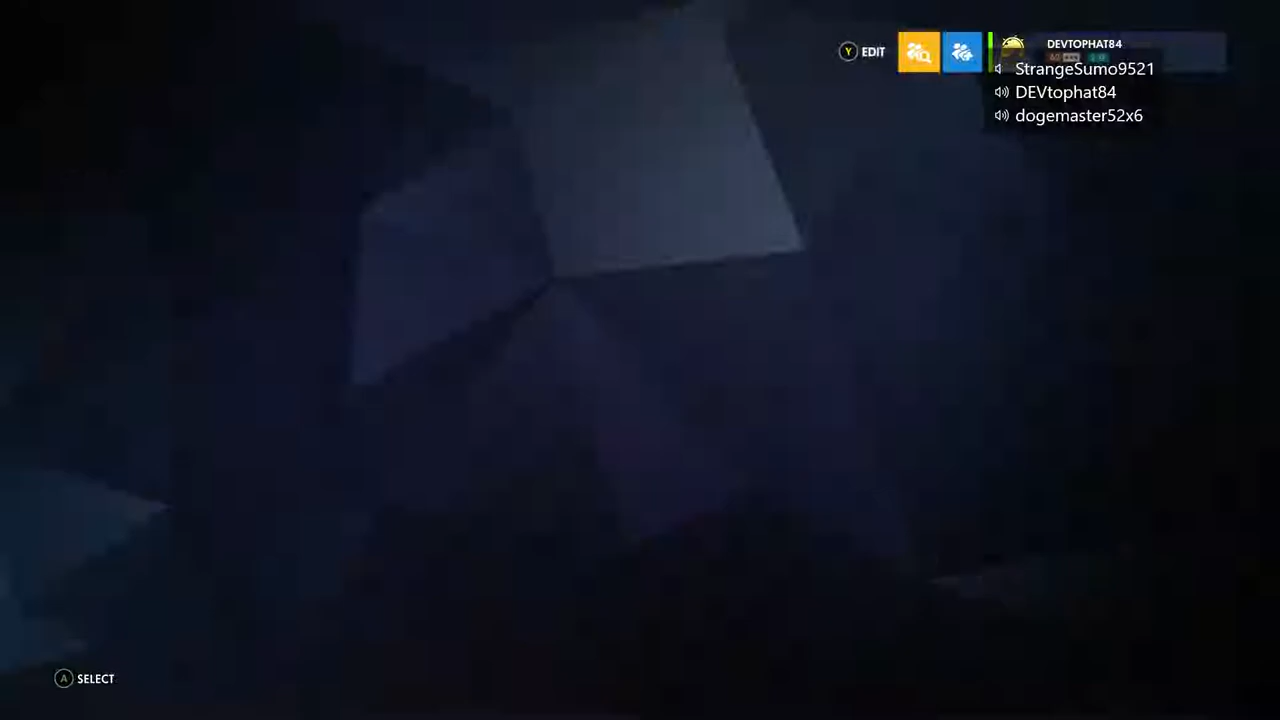 Y EDIT
DEVTOPHAT84
StrangeSumo9521
DEVtophat84
dogemaster52x6
A SELECT